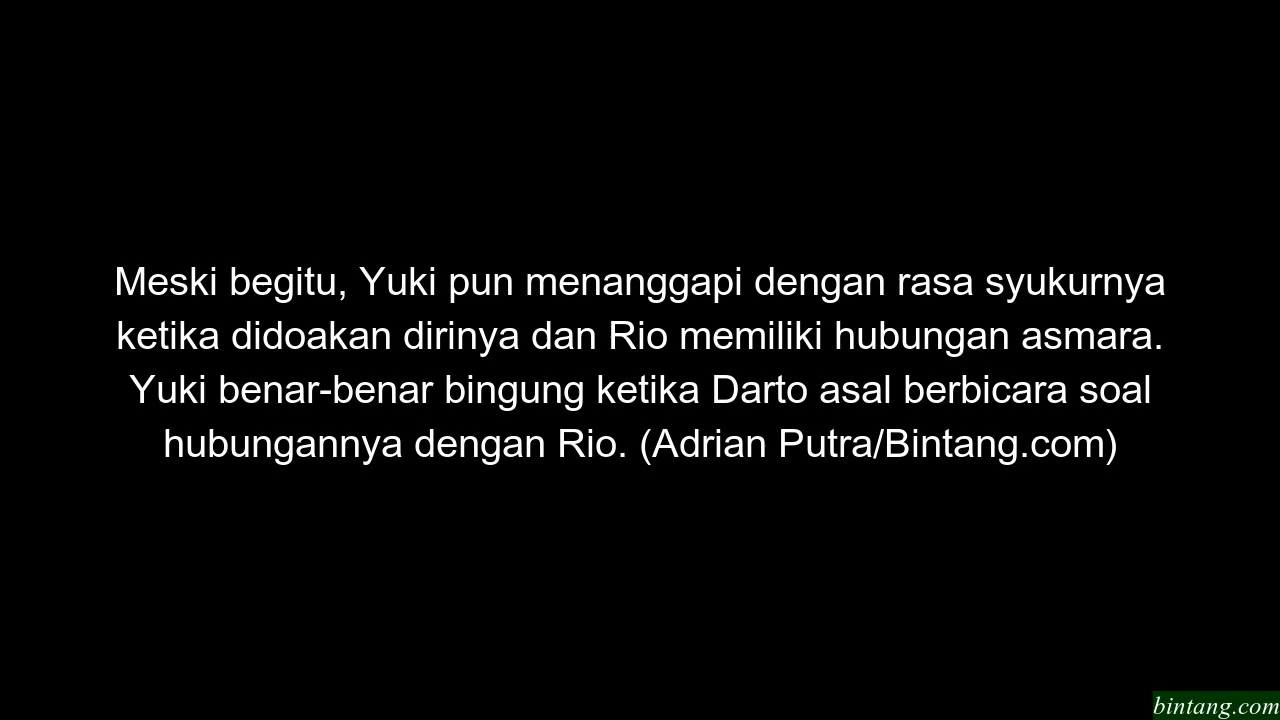 Meski begitu, Yuki pun menanggapi dengan rasa syukurnya
ketika didoakan dirinya dan Rio memiliki hubungan asmara.
Yuki benar-benar bingung ketika Darto asal berbicara soal
hubungannya dengan Rio. (Adrian Putra/Bintang.com)
bintang.com